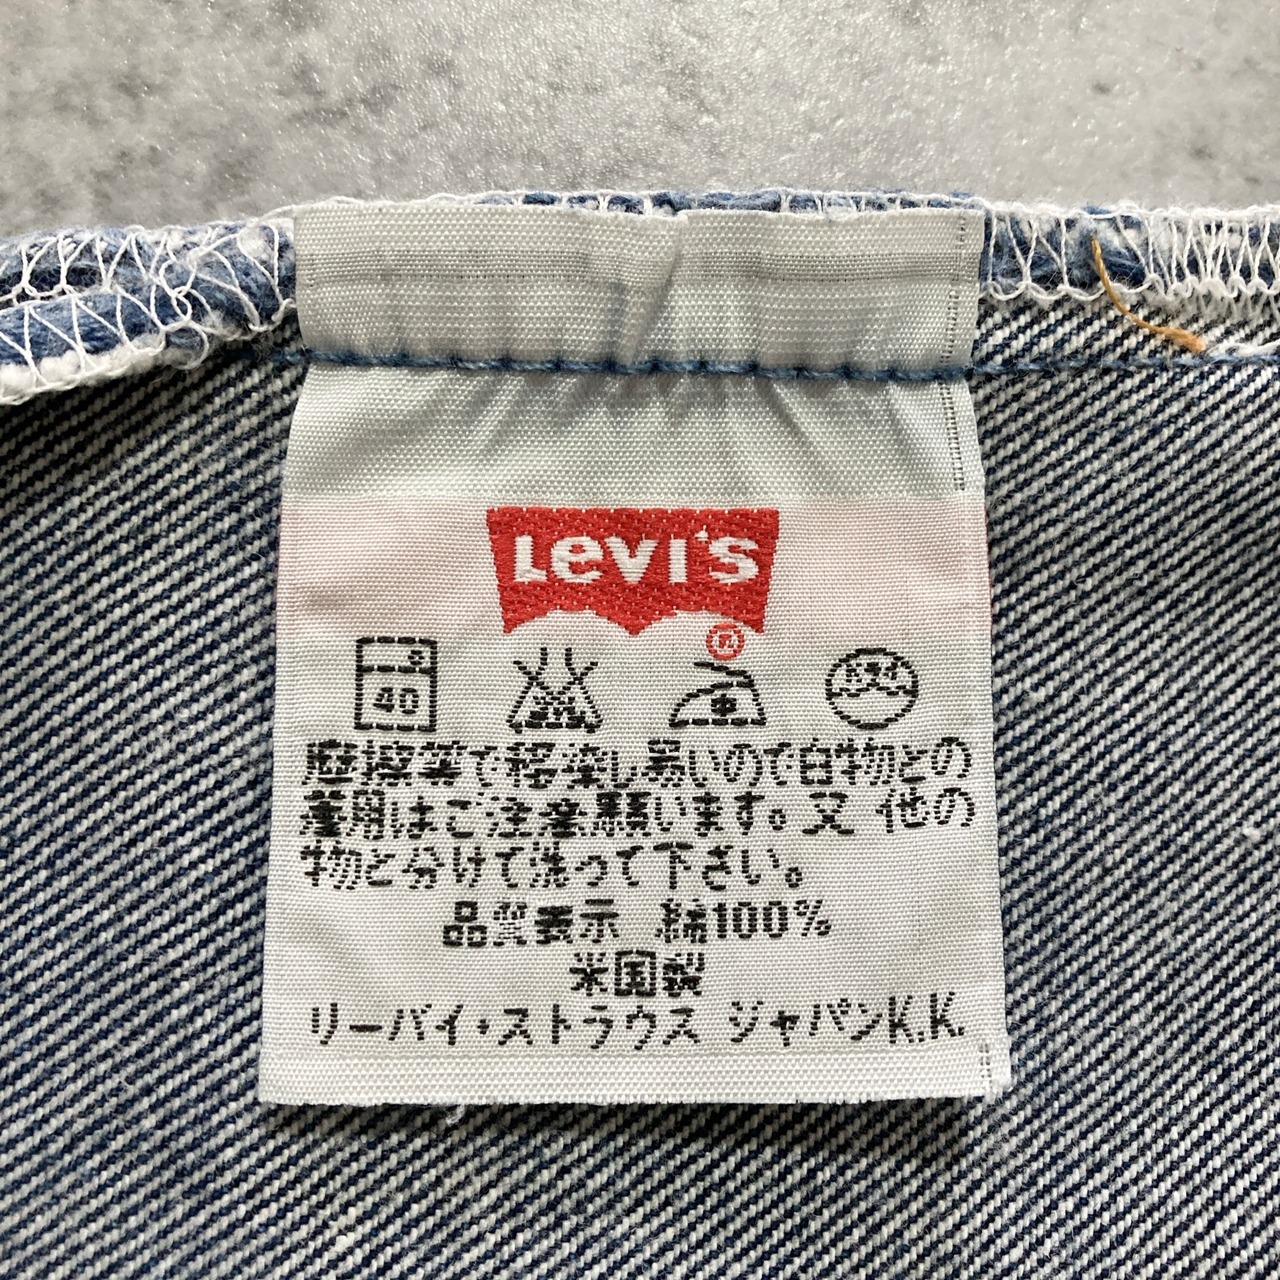 Levi's
®
40
摩擦等で移染し易いので白物との
着用はご注意願います。又 他の
物と分けて洗って下さい。
品質表示 綿100%
米国製
リーバイ・ストラウス ジャパンK.K.